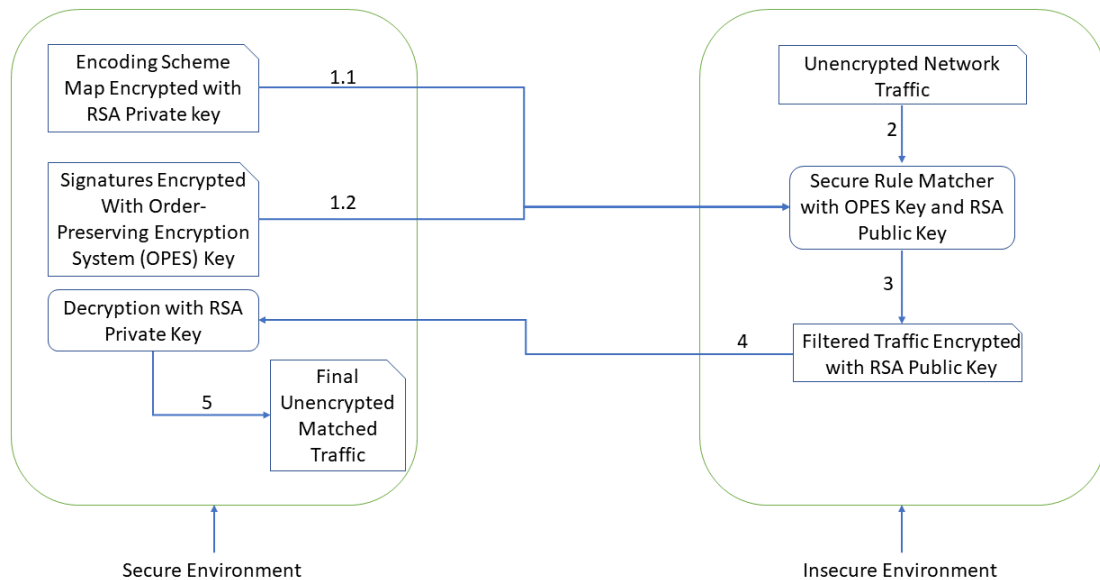 Encoding Scheme
Map Encrypted with
RSA Private key
1.1
Signatures Encrypted
With Order-
Preserving Encryption
System (OPES) Key
1.2
Decryption with RSA
Private Key
5
Final
Unencrypted
Matched
Traffic
Secure Environment
Unencrypted Network
Traffic
2
Secure Rule Matcher
with OPES Key and RSA
Public Key
3
Filtered Traffic Encrypted
with RSA Public Key
4
Insecure Environment